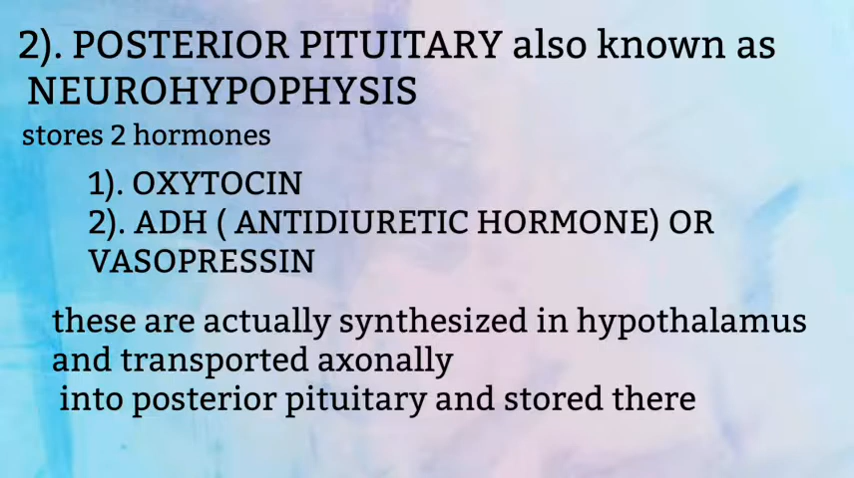 2). POSTERIOR PITUITARY also known as
NEUROHYPOPHYSIS
stores 2 hormones
1). OXYTOCIN
2). ADH ( ANTIDIURETIC HORMONE) OR
VASOPRESSIN
these are actually synthesized in hypothalamus
and transported axonally
into posterior pituitary and stored there